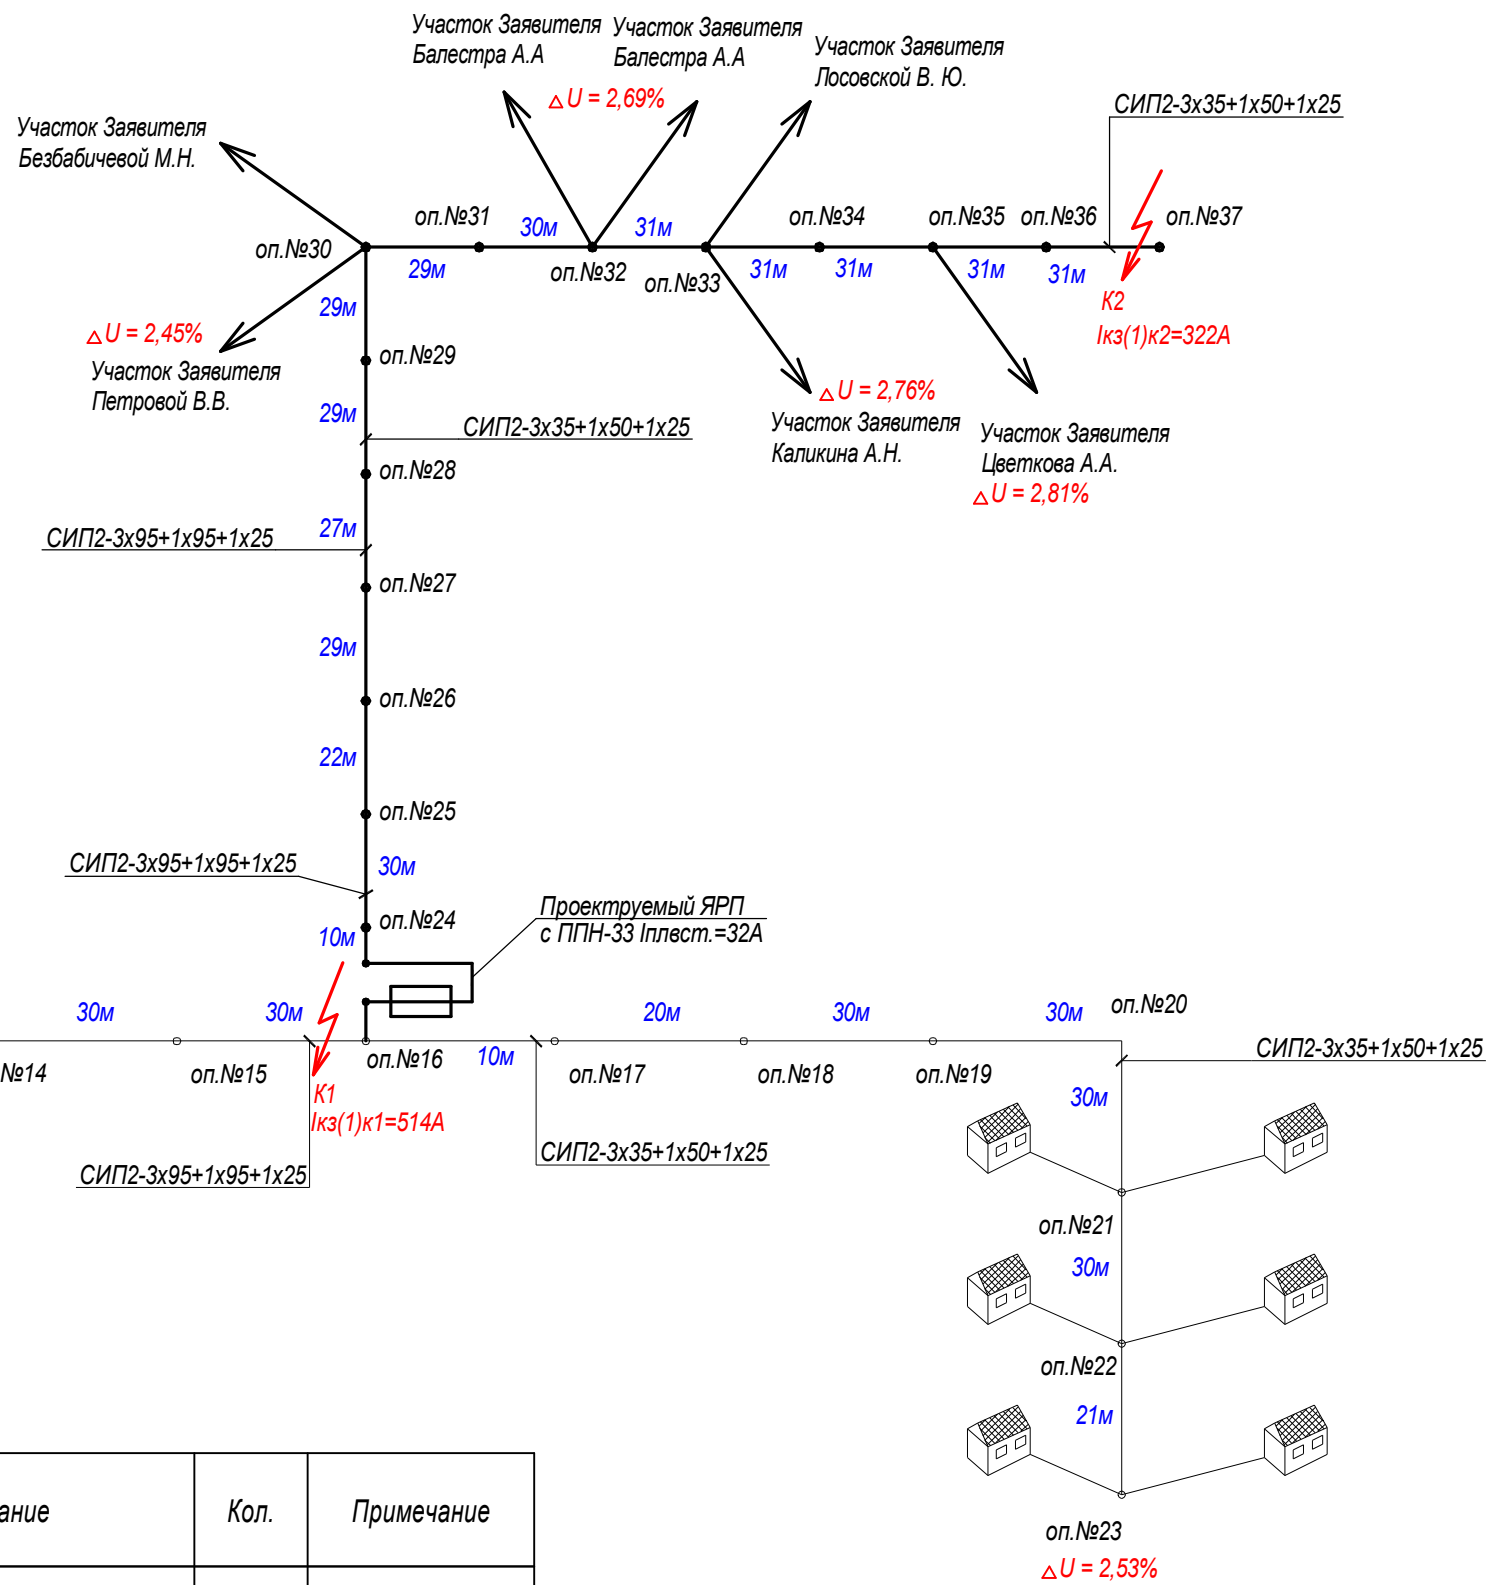 Участок Заявителя
Балестра А.А
Участок Заявителя
Балестра А.А
△U = 2,69%
Участок Заявителя
Лосовской В. Ю.
СИП2-3х35+1х50+1х25
Участок Заявителя
Безбабичевой М.Н.
оп.№30
оп.№31
30м
31м
оп.№34
оп.№35
оп.№36
оп.№37
29м
оп.№32
оп.№33
31м
31м
31м
31м
К2
Iкз(1)к2=322А
29м
△U = 2,45%
Участок Заявителя
Петровой В.В.
оп.№29
△U = 2,76%
Участок Заявителя
Каликина А.Н.
Участок Заявителя
Цветкова А.А.
△U = 2,81%
29м
СИП2-3х35+1х50+1х25
оп.№28
СИП2-3х95+1х95+1х25
27м
оп.№27
29м
оп.№26
22м
оп.№25
СИП2-3х95+1х95+1х25
30м
оп.№24
10м
Проектруемый ЯРП
с ППН-33 Iплвст.=32А
30м
30м
20м
30м
30м
оп.№20
№14
оп.№15
оп.№16
10м
оп.№17
оп.№18
оп.№19
СИП2-3х35+1х50+1х25
К1
Iкз(1)к1=514А
30м
СИП2-3х95+1х95+1х25
СИП2-3х35+1х50+1х25
оп.№21
30м
оп.№22
21м
оп.№23
△U = 2,53%
ание
Кол.
Примечание